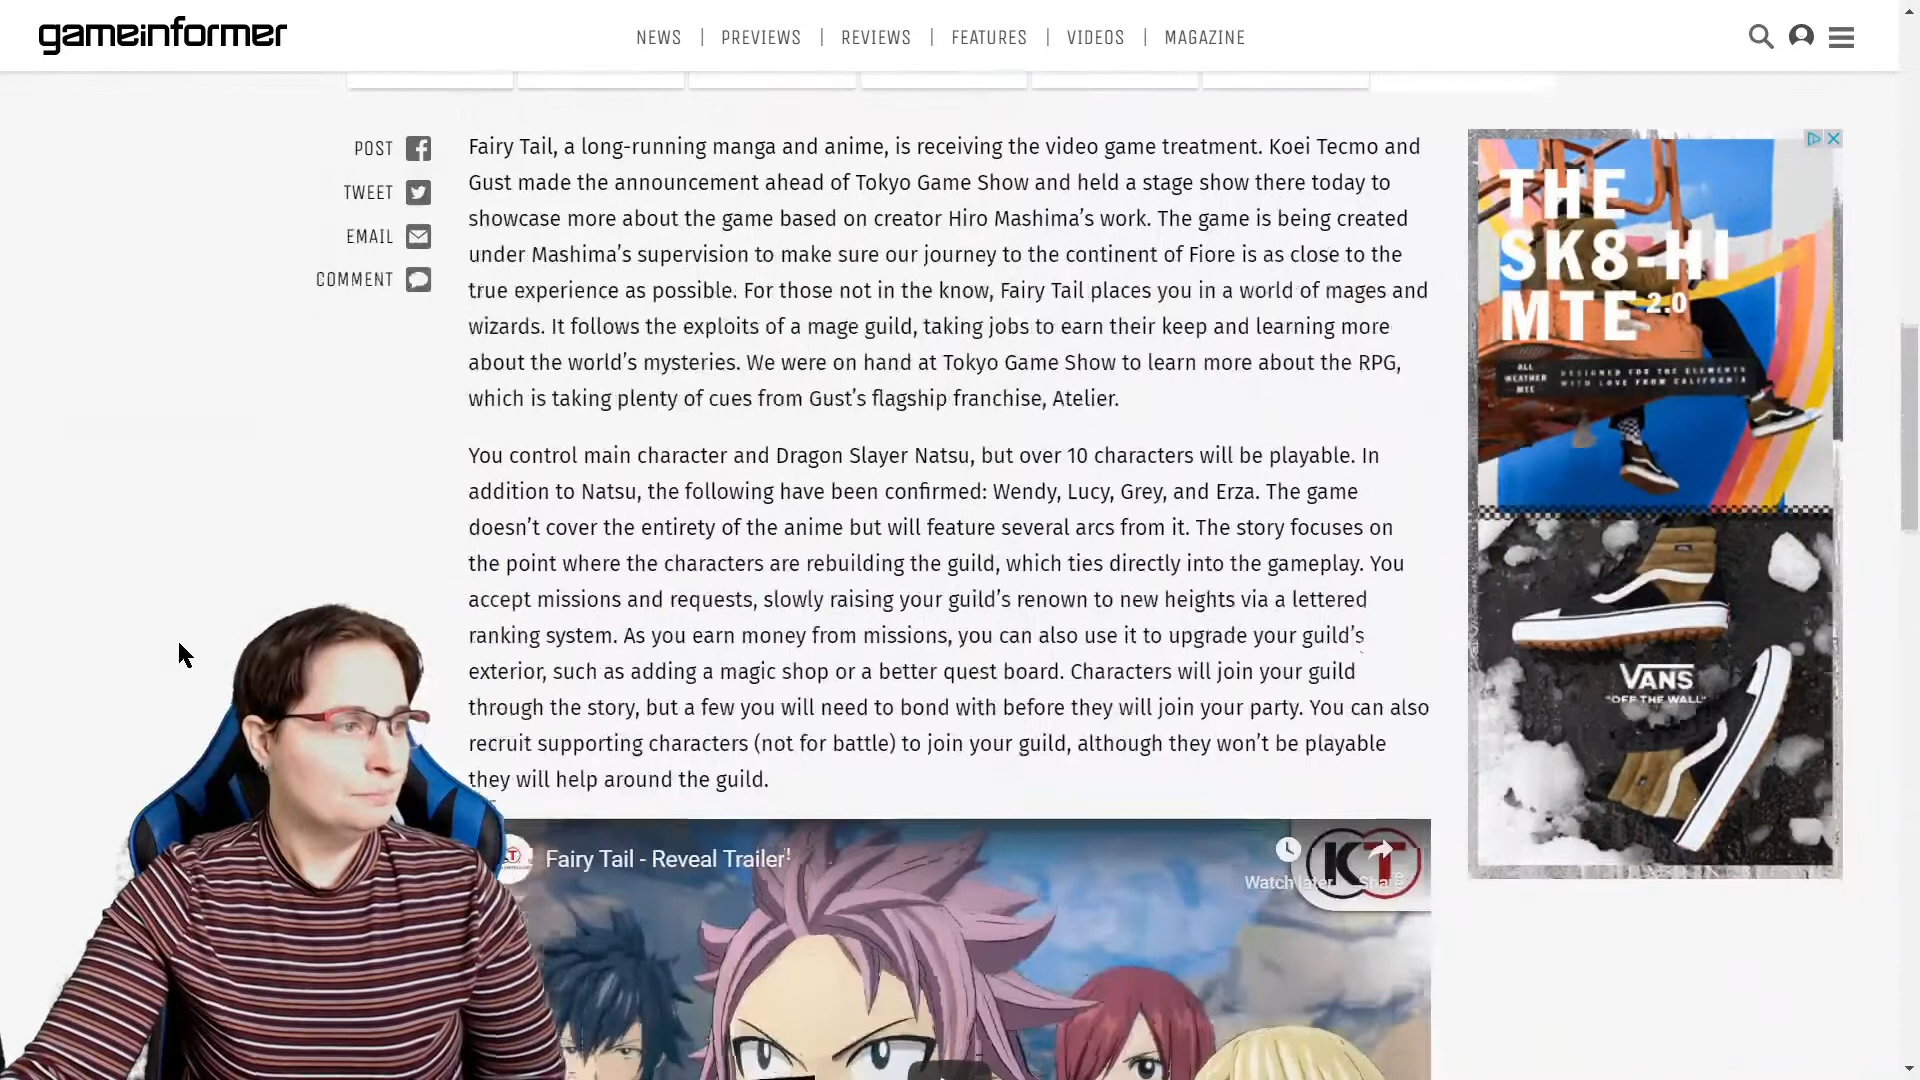 gameinformer
NEWS | PREVIEWS | REVIEWS | FEATURES | VIDEOS | MAGAZINE
POST
TWEET
EMAIL
COMMENT
Fairy Tail, a long-running manga and anime, is receiving the video game treatment. Koei Tecmo and
Gust made the announcement ahead of Tokyo Game Show and held a stage show there today to
showcase more about the game based on creator Hiro Mashima’s work. The game is being created
under Mashima’s supervision to make sure our journey to the continent of Fiore is as close to the
true experience as possible. For those not in the know, Fairy Tail places you in a world of mages and
wizards. It follows the exploits of a mage guild, taking jobs to earn their keep and learning more
about the world’s mysteries. We were on hand at Tokyo Game Show to learn more about the RPG,
which is taking plenty of cues from Gust’s flagship franchise, Atelier.
You control main character and Dragon Slayer Natsu, but over 10 characters will be playable. In
addition to Natsu, the following have been confirmed: Wendy, Lucy, Grey, and Erza. The game
doesn’t cover the entirety of the anime but will feature several arcs from it. The story focuses on
the point where the characters are rebuilding the guild, which ties directly into the gameplay. You
accept missions and requests, slowly raising your guild’s renown to new heights via a lettered
ranking system. As you earn money from missions, you can also use it to upgrade your guild’s
exterior, such as adding a magic shop or a better quest board. Characters will join your guild
through the story, but a few you will need to bond with before they will join your party. You can also
recruit supporting characters (not for battle) to join your guild, although they won’t be playable
they will help around the guild.
Fairy Tail - Reveal Trailer
Watch later
Share
KT
THE
SK8-HI
MTE 2.0
ALL
WEATHER
MTE
DESIGNED FOR THE ELEMENTS
WITH LOVE FROM CALIFORNIA
VANS
"OFF THE WALL"